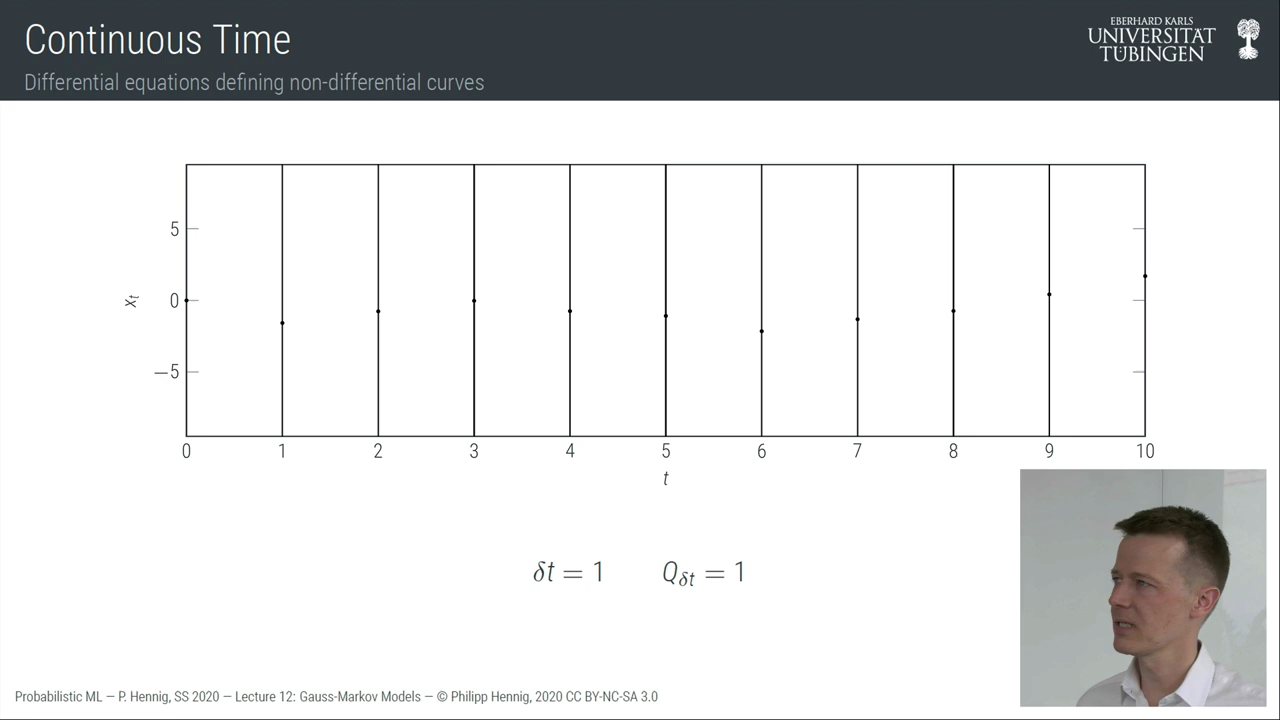 Continuous Time
Differential equations defining non-differential curves
EBERHARD KARLS
UNIVERSITÄT
TÜBINGEN
5
0
−5
x_t
0 1 2 3 4 5 6 7 8 9 10
t
δt = 1 Q_δt = 1
Probabilistic ML — P. Hennig, SS 2020 — Lecture 12: Gauss-Markov Models — © Philipp Hennig, 2020 CC BY-NC-SA 3.0